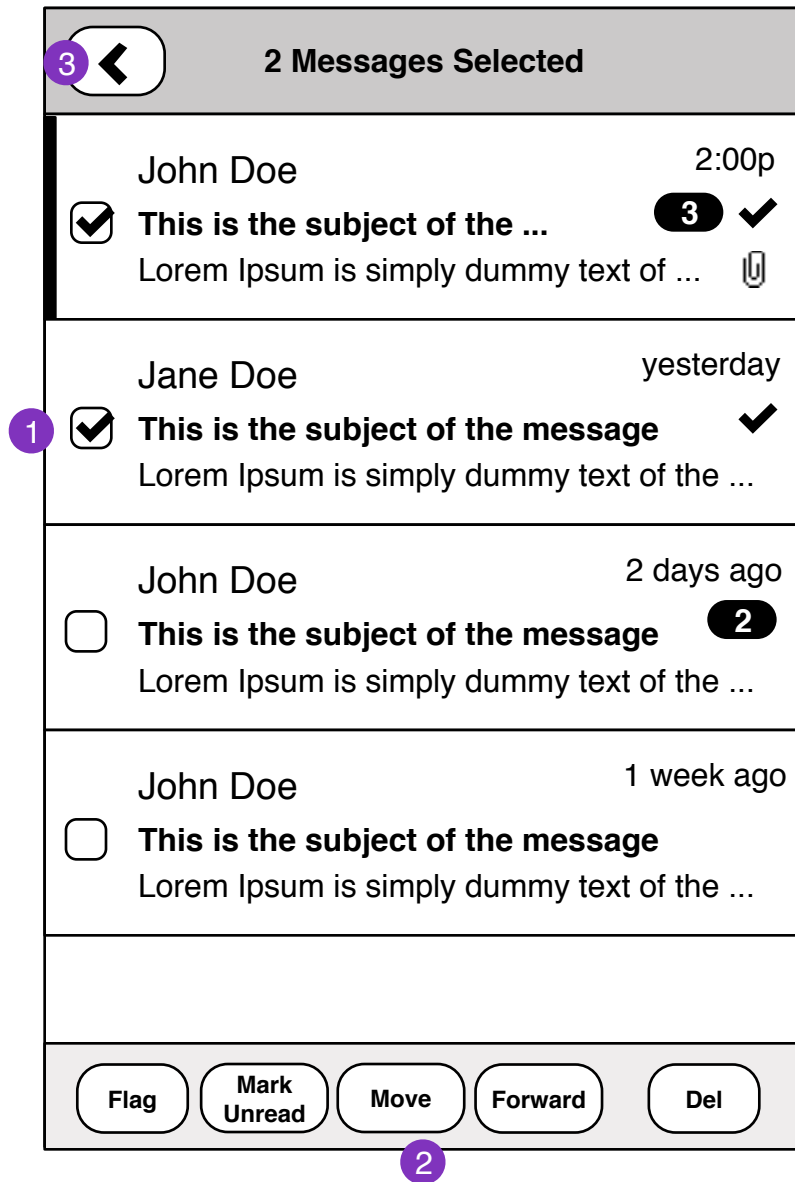 3
2 Messages Selected
John Doe
2:00p
This is the subject of the ...
3
Lorem Ipsum is simply dummy text of ...
Jane Doe
yesterday
1
This is the subject of the message
Lorem Ipsum is simply dummy text of the ...
John Doe
2 days ago
This is the subject of the message
2
Lorem Ipsum is simply dummy text of the ...
John Doe
1 week ago
This is the subject of the message
Lorem Ipsum is simply dummy text of the ...
Flag
Mark
Unread
Move
Forward
Del
2